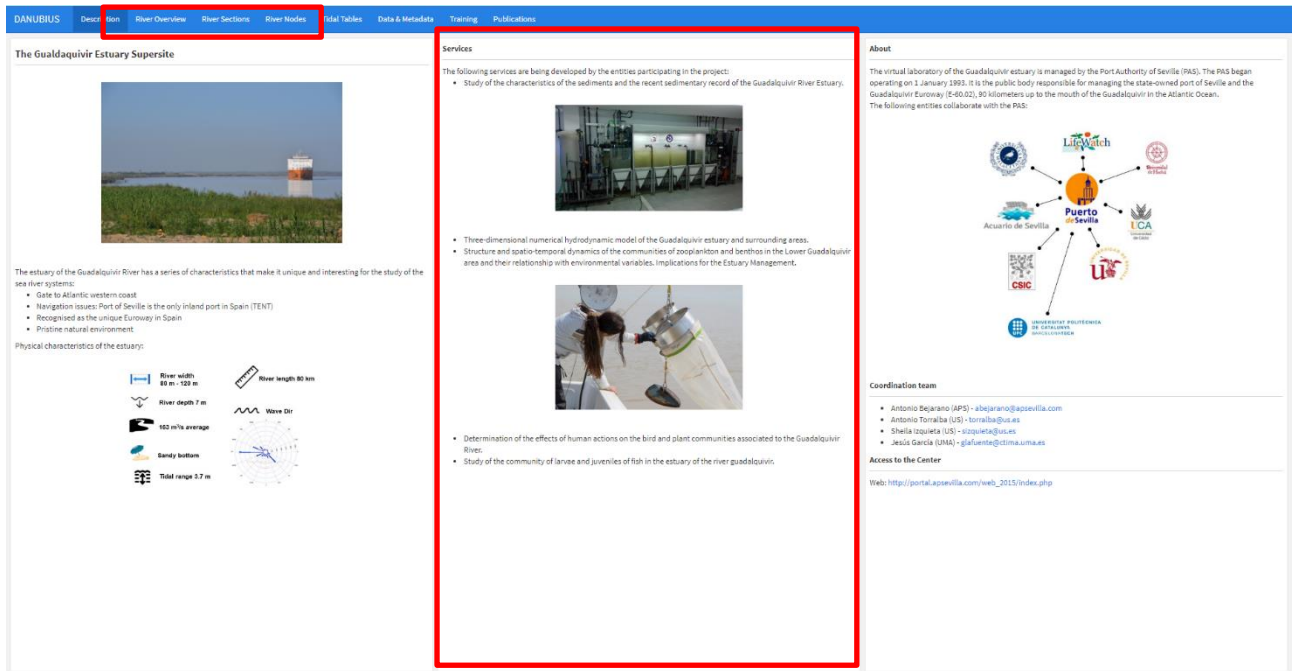 DANUBIUS Description River Overview River Sections River Nodes Tidal Tables Data & Metadata Training Publications
The Gualdaquivir Estuary Supersite
The estuary of the Guadalquivir River has a series of characteristics that make it unique and interesting for the study of the
sea river systems:
• Gate to Atlantic western coast
• Navigation issues: Port of Seville is the only inland port in Spain (TENT)
• Recognised as the unique Euroway in Spain
• Pristine natural environment
Physical characteristics of the estuary:
River width
80 m - 120 m
River length 80 km
River depth 7 m
Wave Dir
163 m³/s average
Sandy bottom
Tidal range 3.7 m
Services
The following services are being developed by the entities participating in the project:
• Study of the characteristics of the sediments and the recent sedimentary record of the Guadalquivir River Estuary.
• Three-dimensional numerical hydrodynamic model of the Guadalquivir estuary and surrounding areas.
• Structure and spatio-temporal dynamics of the communities of zooplankton and benthos in the Lower Guadalquivir
area and their relationship with environmental variables. Implications for the Estuary Management.
• Determination of the effects of human actions on the bird and plant communities associated to the Guadalquivir
River.
• Study of the community of larvae and juveniles of fish in the estuary of the river guadalquivir.
About
The virtual laboratory of the Guadalquivir estuary is managed by the Port Authority of Seville (PAS). The PAS began
operating on 1 January 1993. It is the public body responsible for managing the state-owned port of Seville and the
Guadalquivir Euroway (E-60.02), 90 kilometers up to the mouth of the Guadalquivir in the Atlantic Ocean.
The following entities collaborate with the PAS:
LifeWatch
Puerto
de Sevilla
Acuario de Sevilla
UCA
CSIC
UNIVERSITAT POLITÈCNICA
DE CATALUNYA
BARCELONATECH
UPC
Coordination team
• Antonio Bejarano (APS) - abejarano@apsevilla.com
• Antonio Torralba (US) - torralba@us.es
• Sheila Izquieta (US) - sizquieta@us.es
• Jesús García (UMA) - glafuente@ctima.uma.es
Access to the Center
Web: http://portal.apsevilla.com/web_2015/index.php